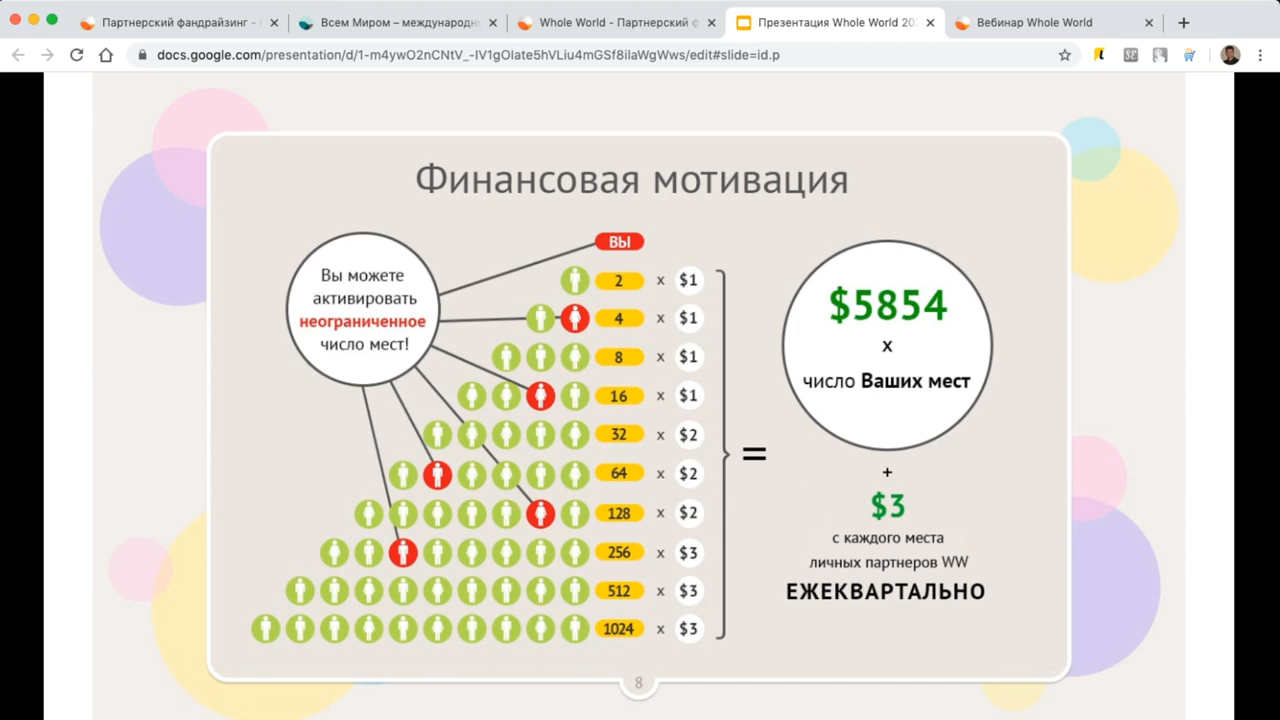 Партнерский фандрайзинг -
Всем Миром – международн
Whole World - Партнерский ф
Презентация Whole World 202
Вебинар Whole World
docs.google.com/presentation/d/1-m4ywO2nCNtV_-IV1gOlate5hVLiu4mGSf8ilaWgWws/edit#slide=id.p
Финансовая мотивация
Вы можете
активировать
неограниченное
число мест!
ВЫ
2 x $1
4 x $1
8 x $1
16 x $1
32 x $2
64 x $2
128 x $2
256 x $3
512 x $3
1024 x $3
=
$5854
x
число Ваших мест
+
$3
с каждого места
личных партнеров WW
ЕЖЕКВАРТАЛЬНО
8